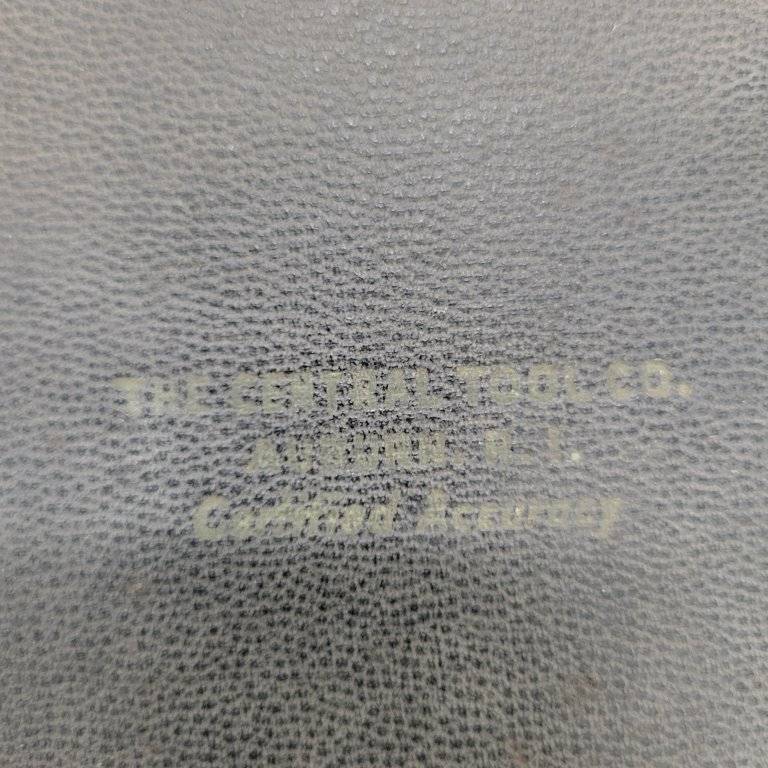 THE CENTRAL TOOL CO.
AUBURN, R. I.
Certified Accuracy